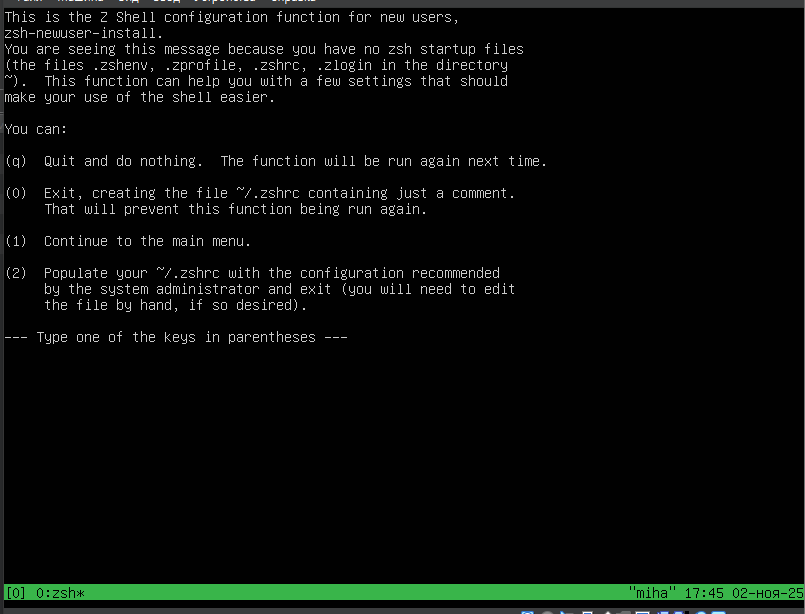 This is the Z Shell configuration function for new users,
zsh-newuser-install.
You are seeing this message because you have no zsh startup files
(the files .zshenv, .zprofile, .zshrc, .zlogin in the directory
~).  This function can help you with a few settings that should
make your use of the shell easier.
You can:
(q)  Quit and do nothing.  The function will be run again next time.
(0)  Exit, creating the file ~/.zshrc containing just a comment.
     That will prevent this function being run again.
(1)  Continue to the main menu.
(2)  Populate your ~/.zshrc with the configuration recommended
     by the system administrator and exit (you will need to edit
     the file by hand, if so desired).
--- Type one of the keys in parentheses ---
[0] 0:zsh* "miha" 17:45 02-ноя-25